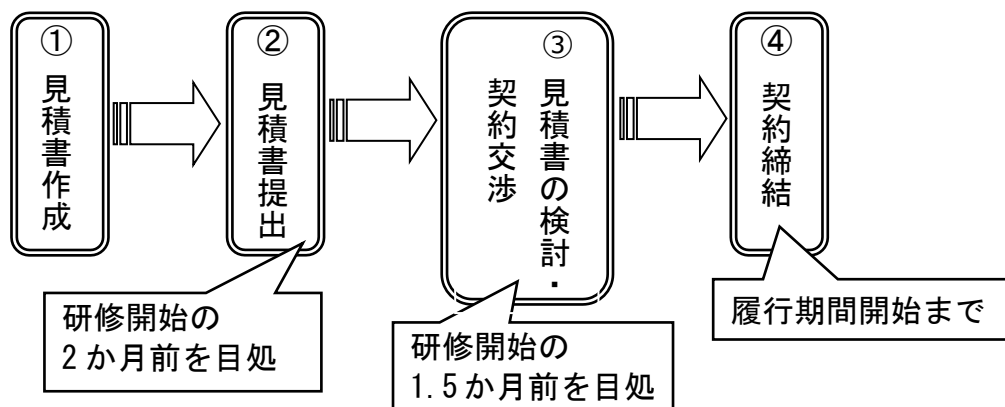 ①
見積書作成
②
見積書提出
③
見積書の検討・
契約交渉
④
契約締結
研修開始の
2か月前を目処
研修開始の
1.5か月前を目処
履行期間開始まで